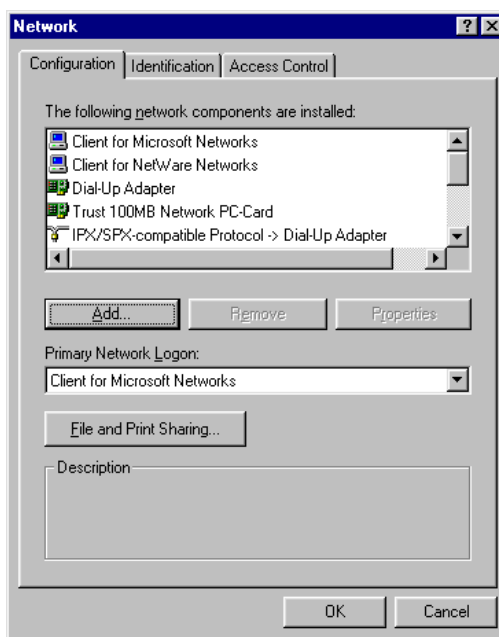 Network
Configuration Identification Access Control
The following network components are installed:
Client for Microsoft Networks
Client for NetWare Networks
Dial-Up Adapter
Trust 100MB Network PC-Card
IPX/SPX-compatible Protocol -> Dial-Up Adapter
Add... Remove Properties
Primary Network Logon:
Client for Microsoft Networks
File and Print Sharing...
Description
OK Cancel